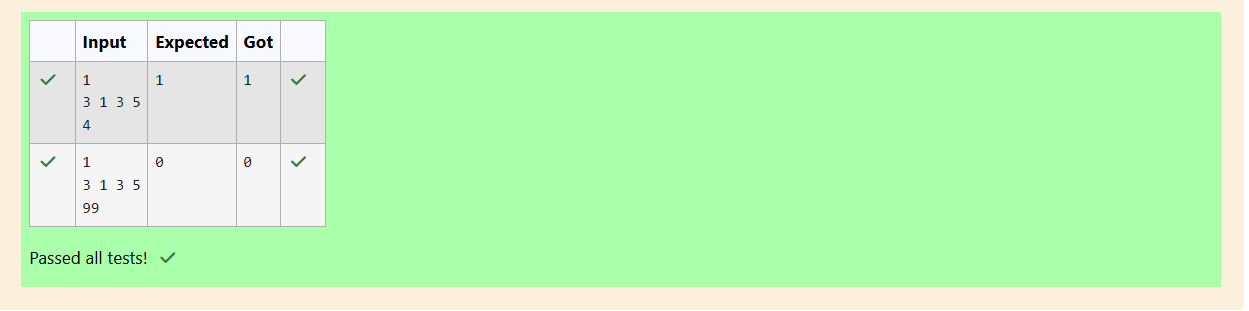 Input Expected Got
1 1 1
3 1 3 5
4
1 0 0
3 1 3 5
99
Passed all tests!